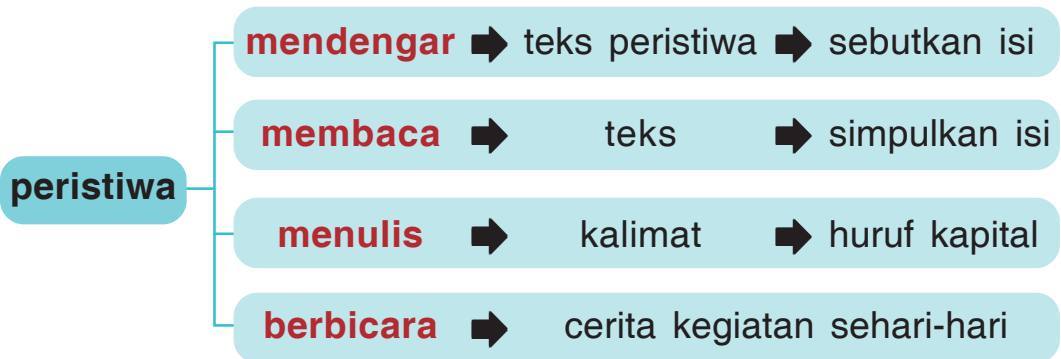 peristiwa
mendengar ➡ teks peristiwa ➡ sebutkan isi
membaca ➡ teks ➡ simpulkan isi
menulis ➡ kalimat ➡ huruf kapital
berbicara ➡ cerita kegiatan sehari-hari